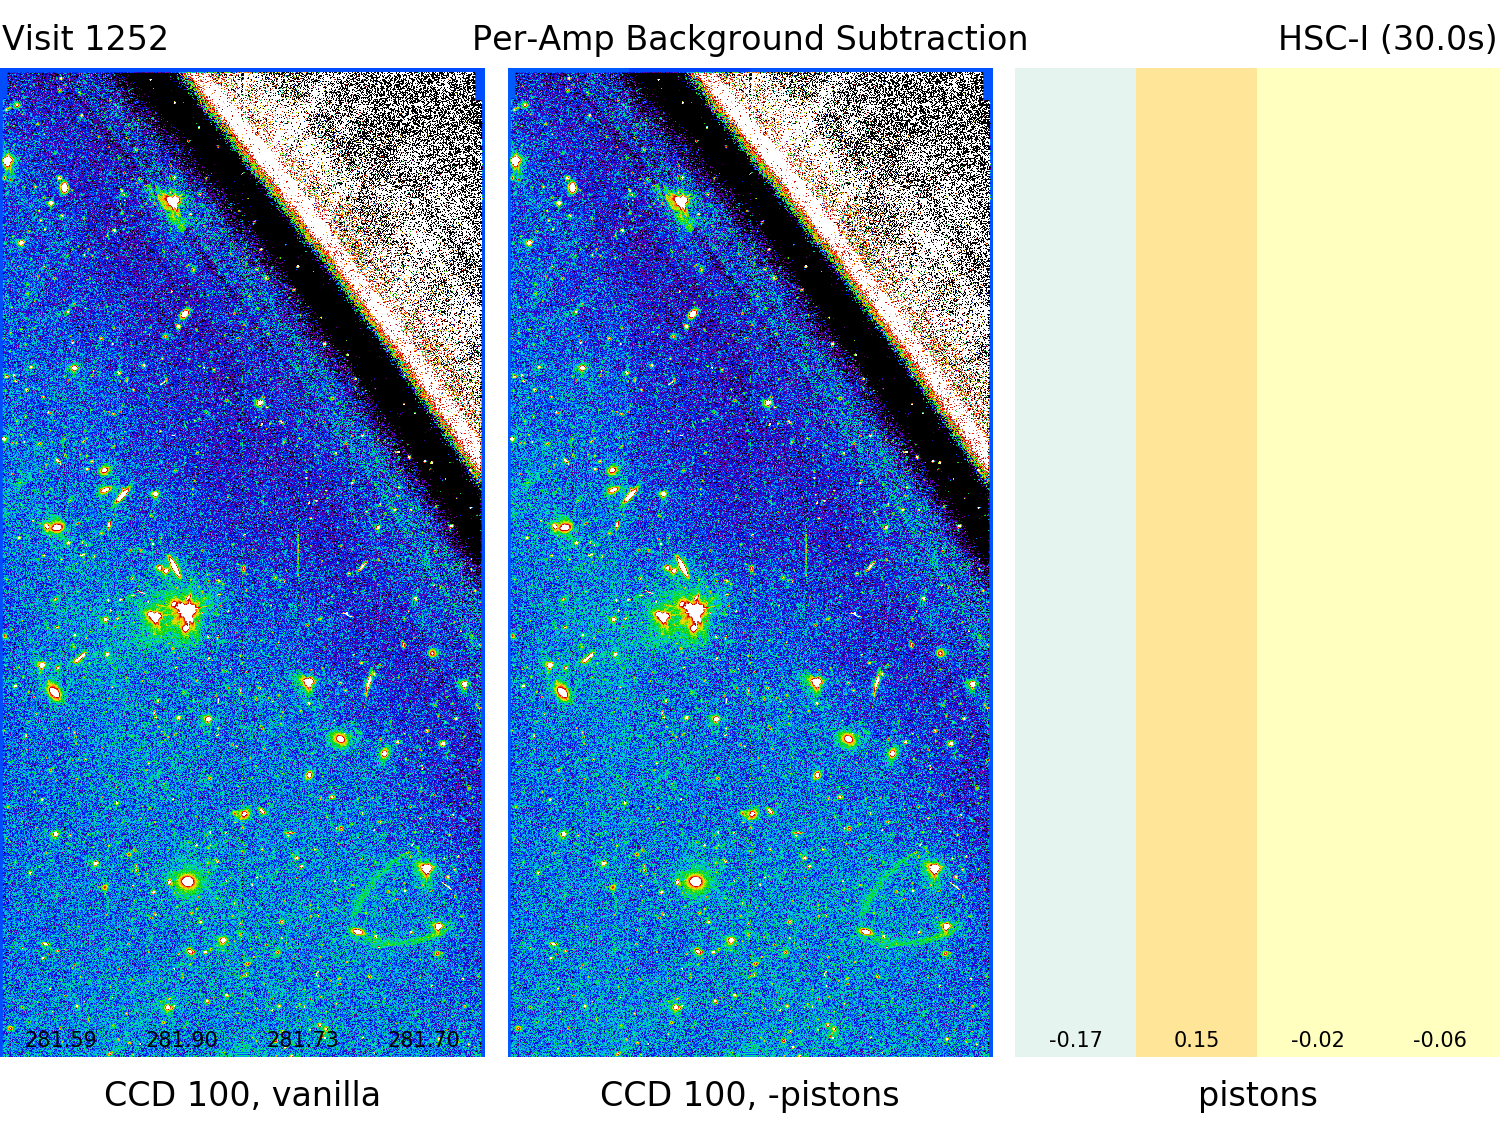 Visit 1252 Per-Amp Background Subtraction HSC-I (30.0s)
281.59 281.90 281.73 281.70 -0.17 0.15 -0.02 -0.06
CCD 100, vanilla CCD 100, -pistons pistons